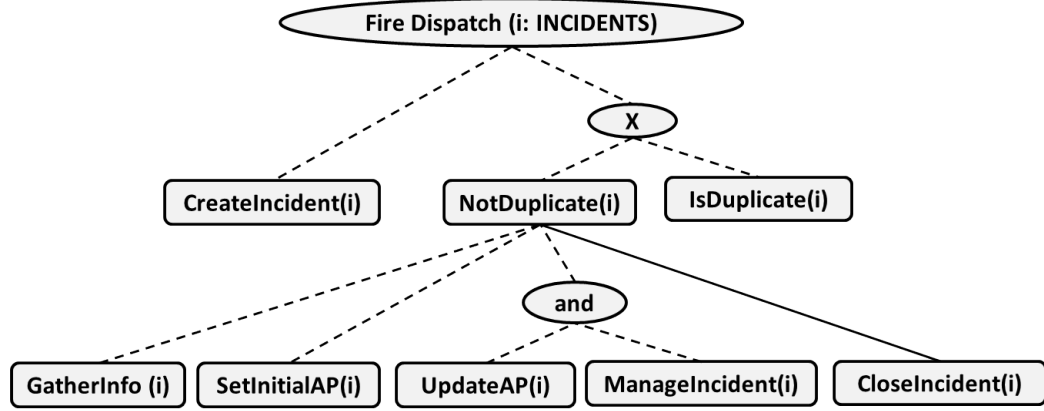 Fire Dispatch (i: INCIDENTS)
X
CreateIncident(i)
NotDuplicate(i)
IsDuplicate(i)
and
GatherInfo (i)
SetInitialAP(i)
UpdateAP(i)
ManageIncident(i)
CloseIncident(i)